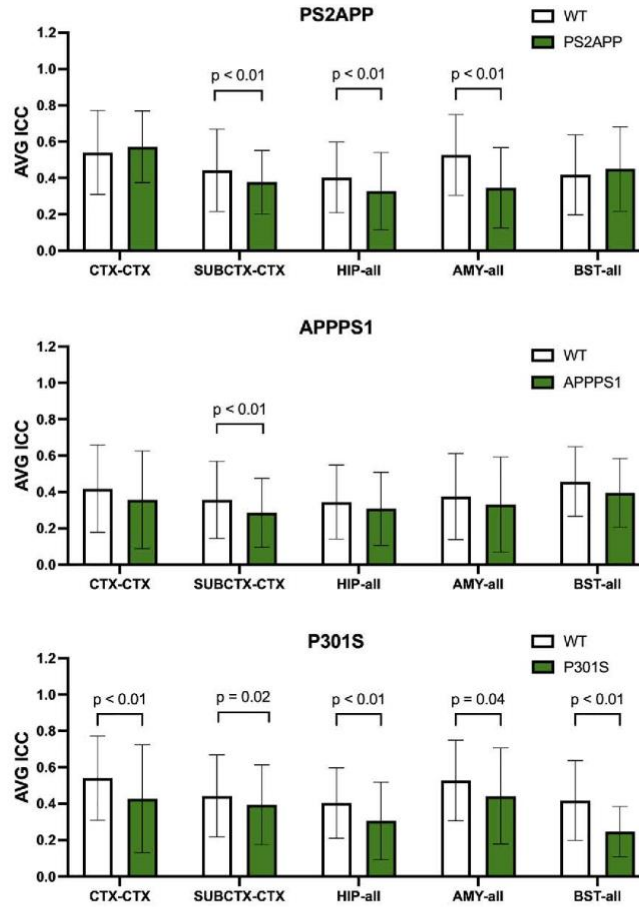 PS2APP
WT
PS2APP
AVG ICC
1.2
1.0
0.8
0.6
0.4
0.2
0.0
p < 0.01
p < 0.01
p < 0.01
CTX-CTX
SUBCTX-CTX
HIP-all
AMY-all
BST-all
APPPS1
WT
APPPS1
AVG ICC
1.2
1.0
0.8
0.6
0.4
0.2
0.0
p < 0.01
CTX-CTX
SUBCTX-CTX
HIP-all
AMY-all
BST-all
P301S
WT
P301S
AVG ICC
1.2
1.0
0.8
0.6
0.4
0.2
0.0
p < 0.01
p = 0.02
p < 0.01
p = 0.04
p < 0.01
CTX-CTX
SUBCTX-CTX
HIP-all
AMY-all
BST-all